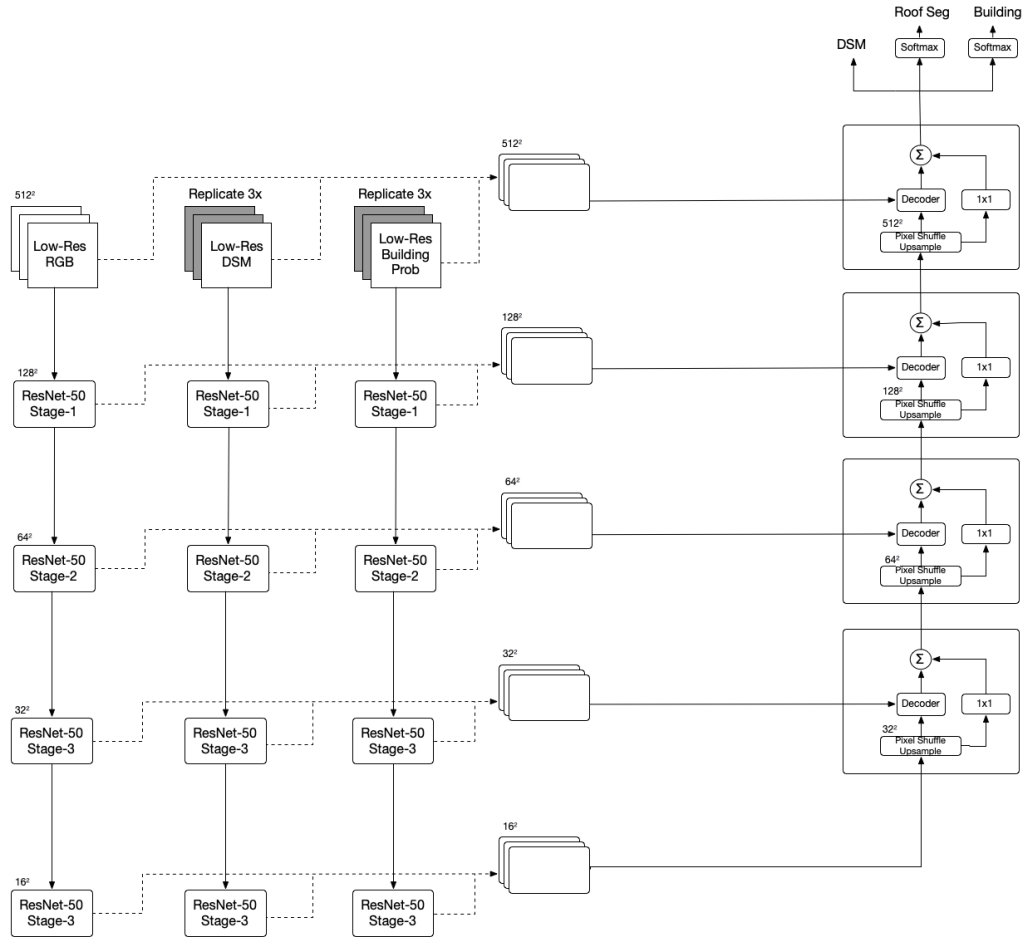 Roof Seg
Building
DSM
Softmax
Softmax
512²
Σ
Replicate 3x
Replicate 3x
512²
Low-Res
RGB
Low-Res
DSM
Low-Res
Building
Prob
Decoder
1x1
512²
Pixel Shuffle
Upsample
128²
Σ
128²
ResNet-50
Stage-1
ResNet-50
Stage-1
ResNet-50
Stage-1
Decoder
1x1
128²
Pixel Shuffle
Upsample
64²
Σ
64²
ResNet-50
Stage-2
ResNet-50
Stage-2
ResNet-50
Stage-2
Decoder
1x1
64²
Pixel Shuffle
Upsample
32²
Σ
32²
ResNet-50
Stage-3
ResNet-50
Stage-3
ResNet-50
Stage-3
Decoder
1x1
32²
Pixel Shuffle
Upsample
16²
16²
ResNet-50
Stage-3
ResNet-50
Stage-3
ResNet-50
Stage-3